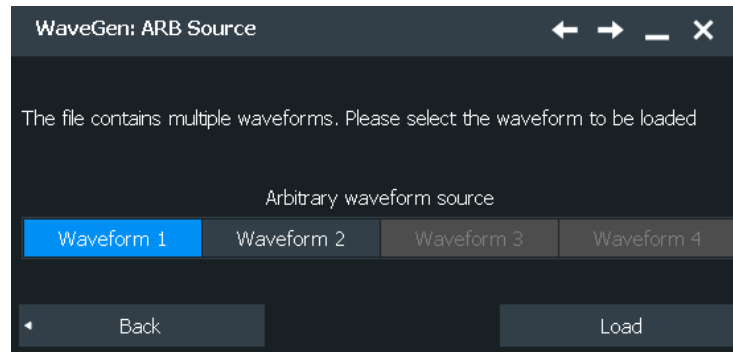 WaveGen: ARB Source
The file contains multiple waveforms. Please select the waveform to be loaded
Arbitrary waveform source
Waveform 1 Waveform 2 Waveform 3 Waveform 4
Back Load